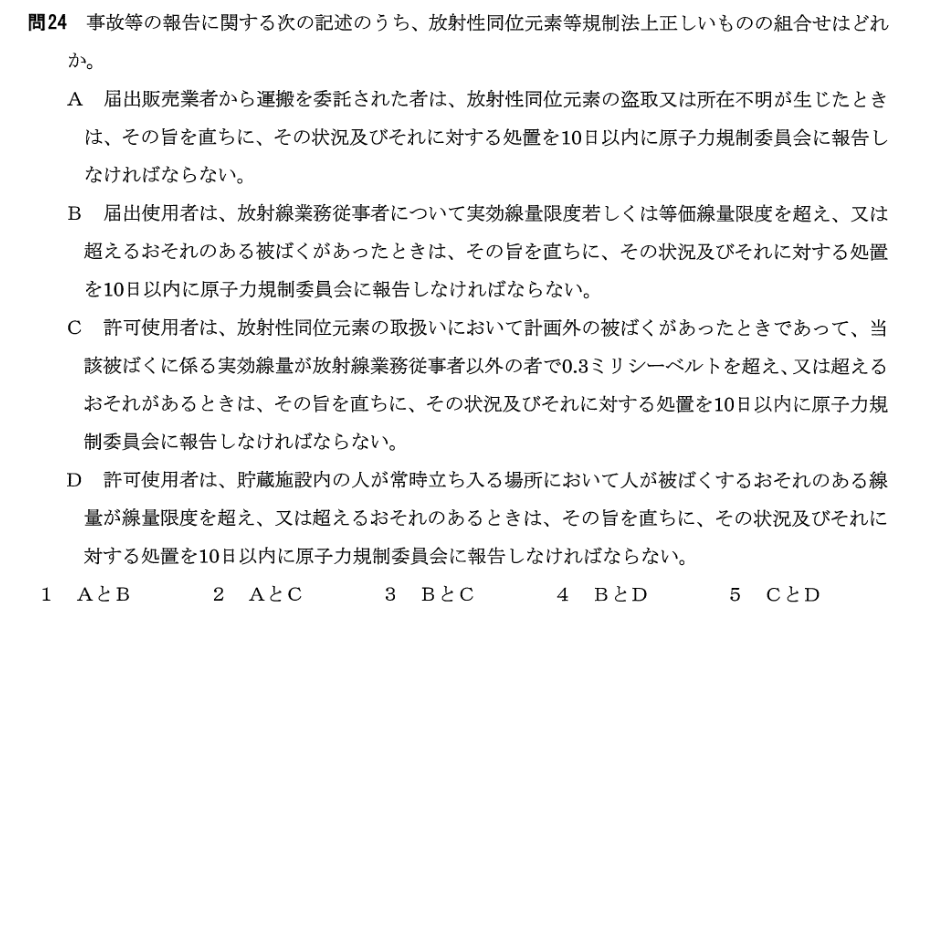 問24　事故等の報告に関する次の記述のうち、放射性同位元素等規制法上正しいものの組合せはどれ
か。
A　届出販売業者から運搬を委託された者は、放射性同位元素の盗取又は所在不明が生じたとき
は、その旨を直ちに、その状況及びそれに対する処置を10日以内に原子力規制委員会に報告し
なければならない。
B　届出使用者は、放射線業務従事者について実効線量限度若しくは等価線量限度を超え、又は
超えるおそれのある被ばくがあったときは、その旨を直ちに、その状況及びそれに対する処置
を10日以内に原子力規制委員会に報告しなければならない。
C　許可使用者は、放射性同位元素の取扱いにおいて計画外の被ばくがあったときであって、当
該被ばくに係る実効線量が放射線業務従事者以外の者で0.3ミリシーベルトを超え、又は超える
おそれがあるときは、その旨を直ちに、その状況及びそれに対する処置を10日以内に原子力規
制委員会に報告しなければならない。
D　許可使用者は、貯蔵施設内の人が常時立ち入る場所において人が被ばくするおそれのある線
量が線量限度を超え、又は超えるおそれのあるときは、その旨を直ちに、その状況及びそれに
対する処置を10日以内に原子力規制委員会に報告しなければならない。
1　AとB　2　AとC　3　BとC　4　BとD　5　CとD